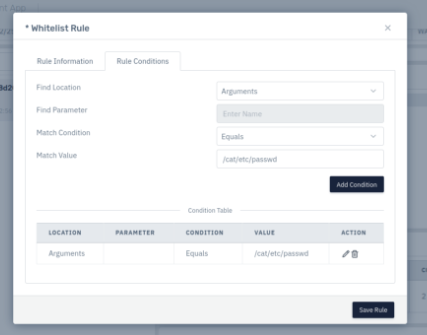 * Whitelist Rule
×
Rule Information Rule Conditions
Find Location Arguments
Find Parameter Enter Name
Match Condition Equals
Match Value /cat/etc/passwd
Add Condition
Condition Table
LOCATION PARAMETER CONDITION VALUE ACTION
Arguments Equals /cat/etc/passwd
Save Rule